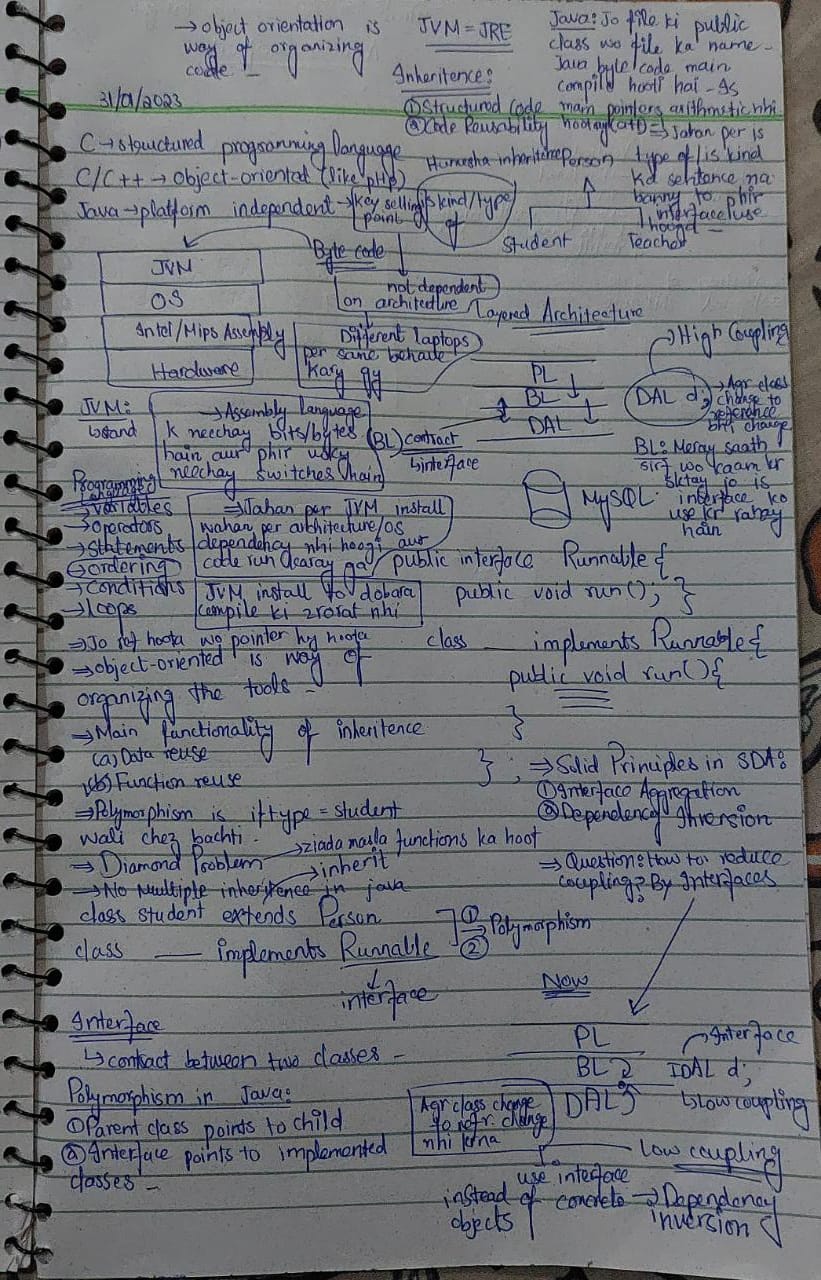 → object orientation is
way of organizing
code –
JVM = JRE
Java: Jo file ki public
class wo file ka name –
Java byte code main
compile hooti hai – As
main pointers arithmetic nhi
hootay
Inheritence:
① Structured Code
② Code Reusability
31/01/2023
C → structured programming language
C/C++ → Object-oriented (like php)
Java → platform independent → key selling
point
Hamesha inheritence
is kind/type
of
Person
Student
Teacher
⇒ Jahan per is
type of/is kind
ka sentence na
banay to phir
interface use
hooga –
Byte code
JVM
OS
Intel/Mips Assembly
Hardware
not dependent
on architecture
Different laptops
per same behave
kary gy
Layered Architecture
PL
BL
DAL
→ High Coupling
DAL d;
→ Agr class
change to
reference
bhi change
JVM:
↳ stand
→ Assembly language
k neechay bits/bytes
hain aur phir usky
neechay switches hain
(BL) contract
↳ interface
BL: Meray saath
sirf wo kaam kr
sktay jo is
interface ko
use kr rahay
hain
MySQL
Programming
→ variables
→ Operators
→ Statements
→ ordering
→ Conditions
→ Loops
⇒ Jahan per JVM install
wahan per architecture/OS
dependency nhi hoogi aur
code run karay ga
JVM install to dobara
compile ki zrorat nhi
public interface Runnable {
public void run(); }
⇒ Jo ref hoota wo pointer hy hoota
class __ implements Runnable {
⇒ object-oriented is way of
organizing the tools –
public void run() {
}
};
⇒ Main functionality of inheritence
(a) Data reuse
(b) Function reuse
⇒ Solid Principles in SDA:
① Interface Aggregation
② Dependency Inversion
⇒ Polymorphism is if type = student
wali chez bachti –
⇒ Diamond Problem → ziada masla functions ka hoot
→ inherit
⇒ No Multiple inheritence in java
⇒ Question: How to reduce
coupling? By Interfaces
class student extends Person
class __ implements Runnable
① ⇒ Polymorphism
②
interface
Interface
↳ contract between two classes –
Now
PL
BL
DAL
→ Interface
IDAL d;
↳ low coupling
Polymorphism in Java:
① Parent class points to child
② Interface points to implemented
classes –
Agr class change
to refr. change
nhi krna
Low coupling
use interface
instead of concrete
objects
→ Dependency
inversion